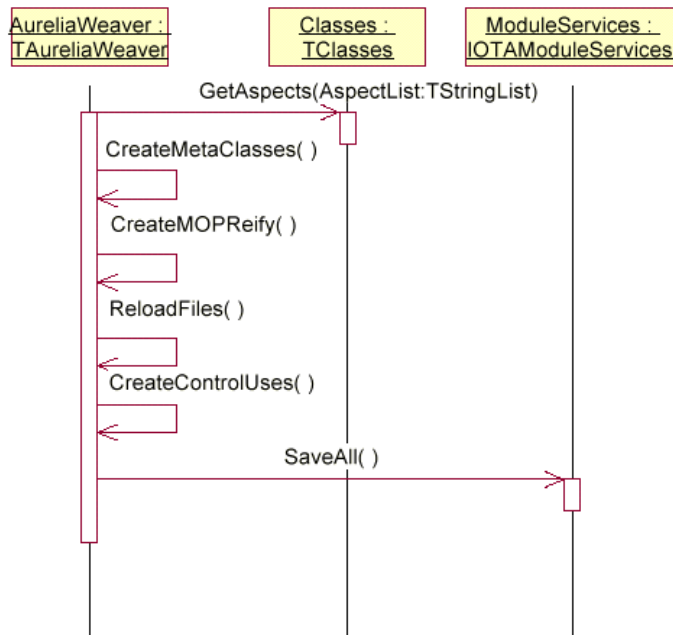 AureliaWeaver :
TAureliaWeaver
Classes :
TClasses
ModuleServices :
IOTAModuleServices
GetAspects(AspectList:TStringList)
CreateMetaClasses( )
CreateMOPReify( )
ReloadFiles( )
CreateControlUses( )
SaveAll( )